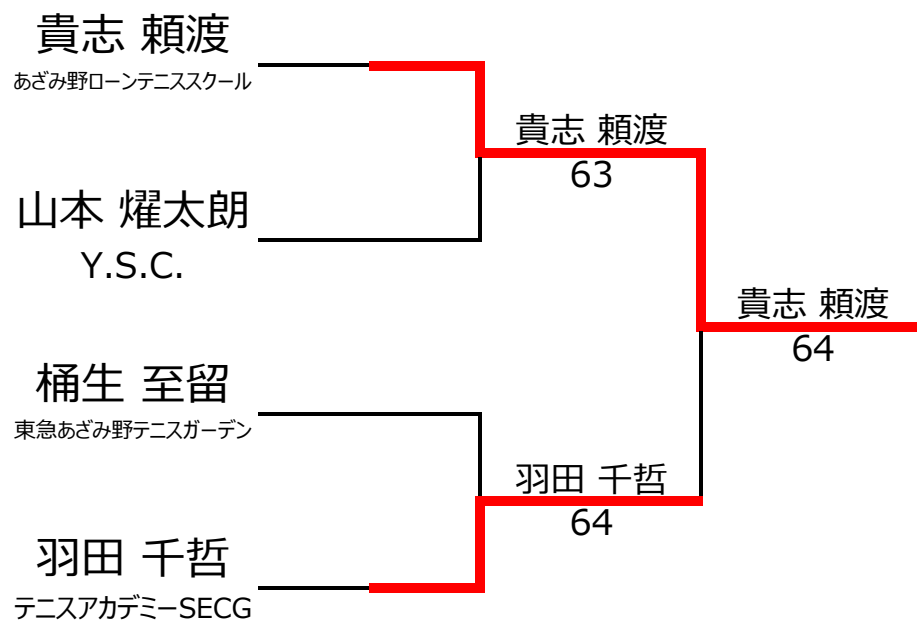 貴志 頼渡
あざみ野ローンテニススクール
山本 燿太朗
Y.S.C.
桶生 至留
東急あざみ野テニスガーデン
羽田 千哲
テニスアカデミーSECG
貴志 頼渡
63
羽田 千哲
64
貴志 頼渡
64